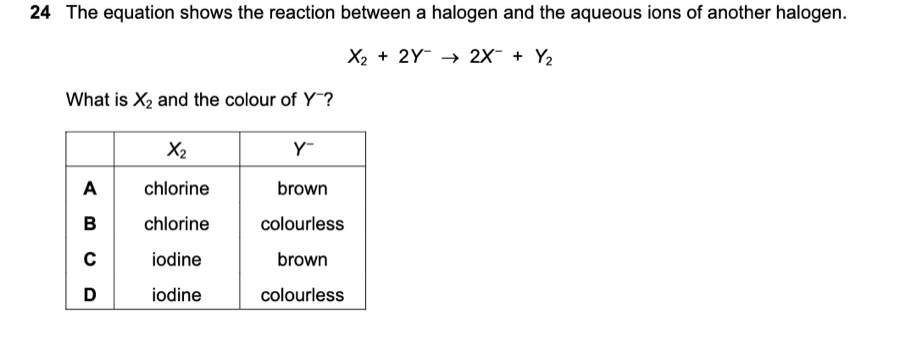 24 The equation shows the reaction between a halogen and the aqueous ions of another halogen.
X₂ + 2Y⁻ → 2X⁻ + Y₂
What is X₂ and the colour of Y⁻?
X₂ Y⁻
A chlorine brown
B chlorine colourless
C iodine brown
D iodine colourless